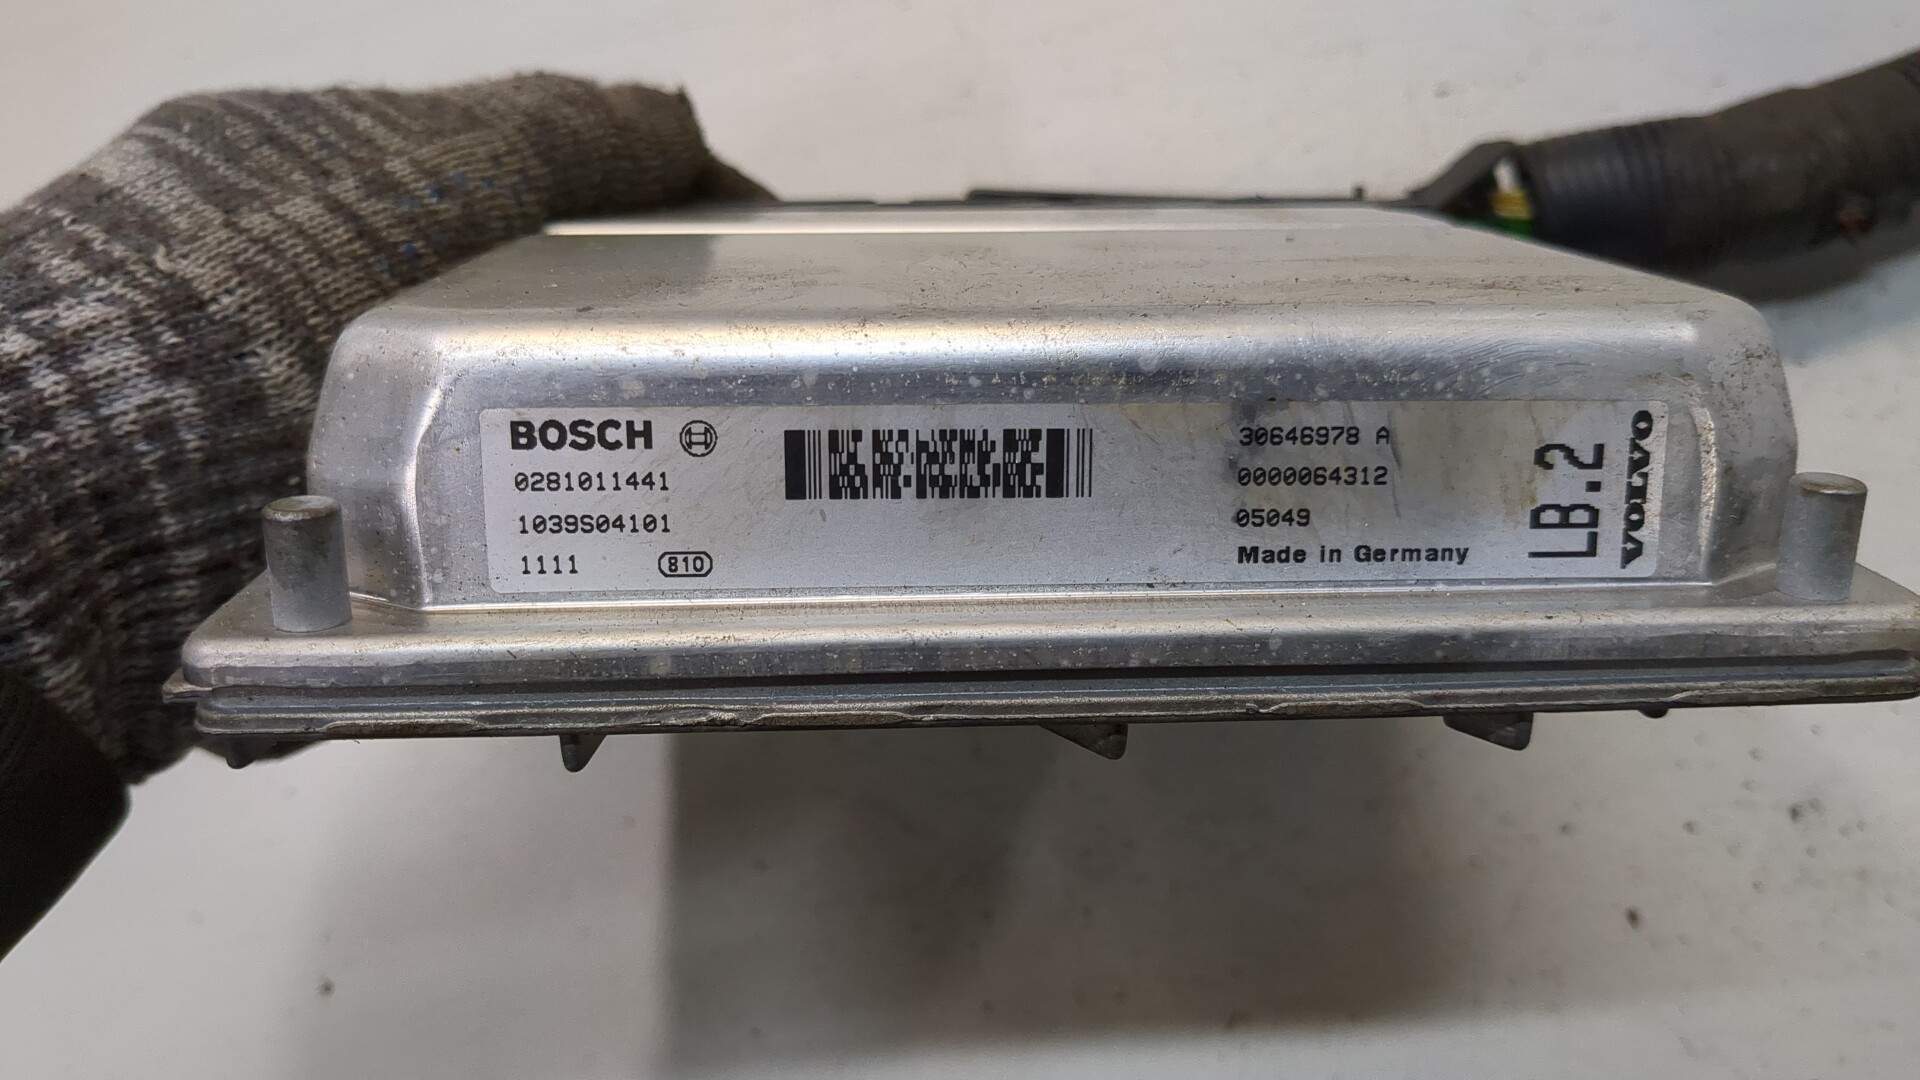 BOSCH
0281011441
1039S04101
1111
810
30646978 A
0000064312
05049
Made in Germany
LB.2
VOLVO